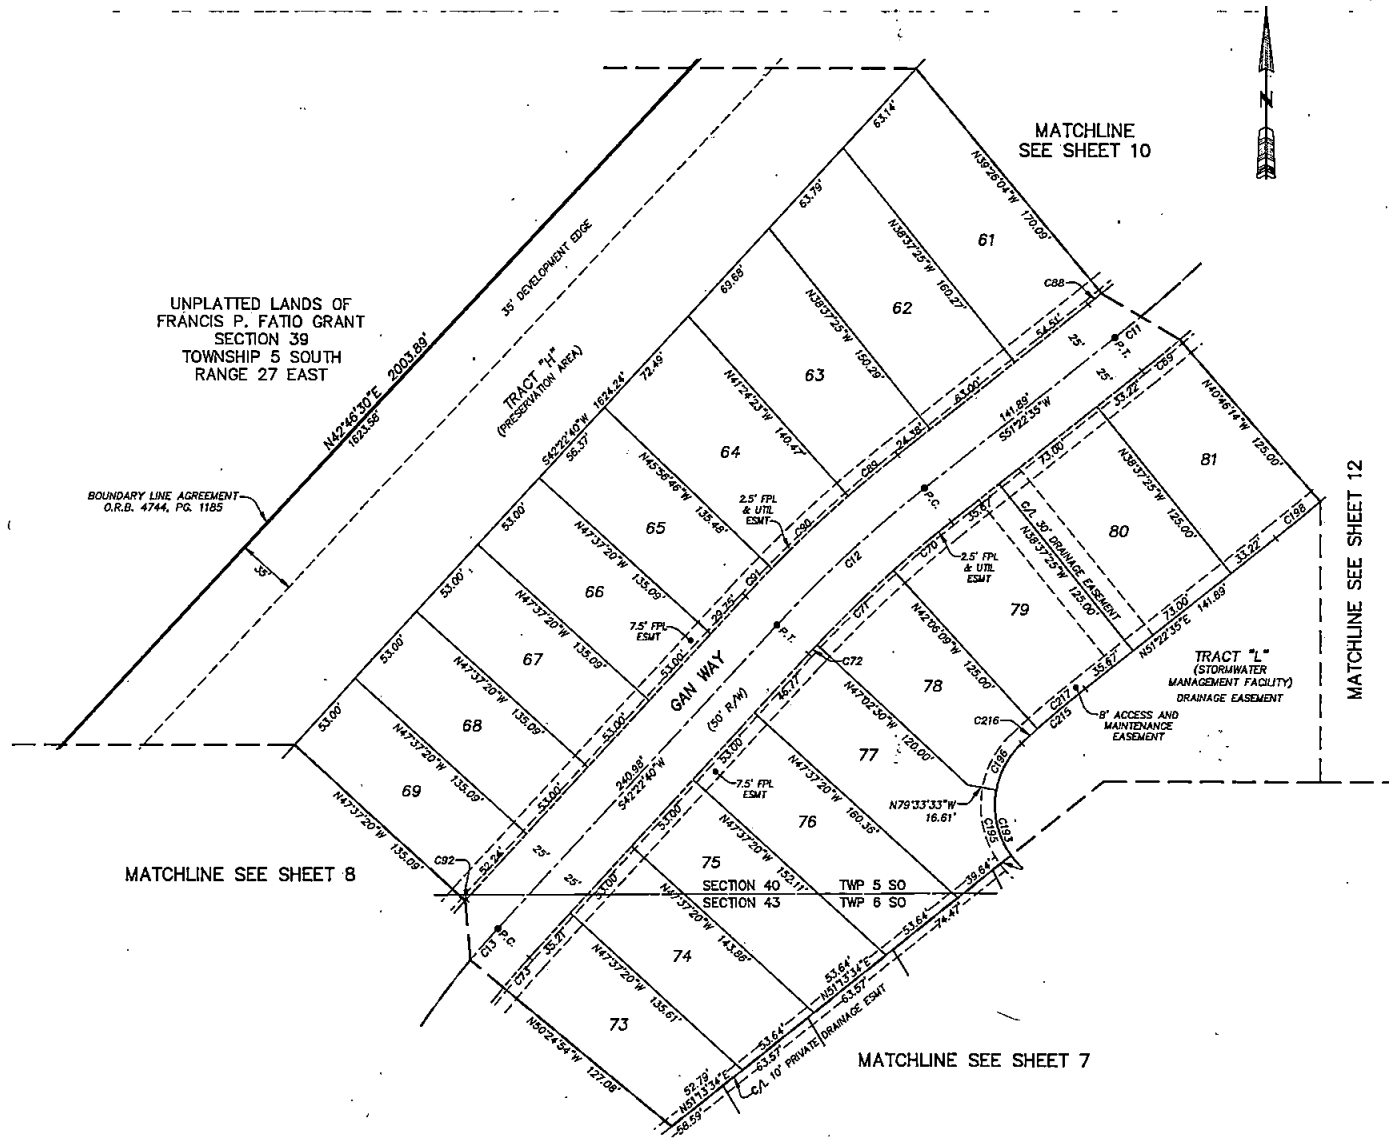 N
MATCHLINE
SEE SHEET 10
63.14'
N39°26'04"W 170.09'
63.79'
61
N38°37'25"W 160.27'
C88
62
54.51'
69.68'
N38°37'25"W 150.29'
25'
C11
P.T.
35' DEVELOPMENT EDGE
UNPLATTED LANDS OF
FRANCIS P. FATIO GRANT
SECTION 39
TOWNSHIP 5 SOUTH
RANGE 27 EAST
N42°46'30"E 2003.89'
1623.58'
TRACT "H"
(PRESERVATION AREA)
S42°22'40"W 1624.24'
72.49'
56.37'
63
63.00'
25'
C69
33.22'
N40°46'14"W 125.00'
N41°24'23"W 140.47'
24.38'
141.89'
S51°22'35"W
64
C89
73.00'
N38°37'25"W 125.00'
81
N45°56'46"W 135.48'
P.C.
BOUNDARY LINE AGREEMENT
O.R.B. 4744, PG. 1185
2.5' FPL
& UTIL
ESMT
C90
35.67'
C/L 30' DRAINAGE EASEMENT
N38°37'25"W 125.00'
80
C198
MATCHLINE SEE SHEET 12
53.00'
65
C12
C70
2.5' FPL
& UTIL
ESMT
33.22'
35'
N47°37'20"W 135.09'
C91
53.00'
66
29.75'
C71
79
73.00'
141.89'
N51°22'35"E
7.5' FPL
ESMT
P.T.
N42°06'09"W 125.00'
53.00'
N47°37'20"W 135.09'
67
53.00'
GAN WAY
(50' R/W)
C72
35.67'
TRACT "L"
(STORMWATER
MANAGEMENT FACILITY)
DRAINAGE EASEMENT
53.00'
N47°37'20"W 135.09'
46.77'
N47°02'30"W 120.00'
78
C217
C215
C216
8' ACCESS AND
MAINTENANCE
EASEMENT
68
53.00'
53.00'
77
C196
N47°37'20"W 135.09'
240.98'
S42°22'40"W
7.5' FPL
ESMT
N79°33'33"W
16.61'
69
53.00'
53.00'
N47°37'20"W 160.36'
76
C195
C193
N47°37'20"W 135.09'
25'
N47°37'20"W 152.11'
MATCHLINE SEE SHEET 8
C92
52.24'
25'
53.00'
75
39.64'
SECTION 40 TWP 5 SO
SECTION 43 TWP 6 SO
N47°37'20"W 143.86'
53.64'
74.47'
C13
P.C.
35.21'
C73
N47°37'20"W 135.61'
74
53.64'
N51°13'34"E
63.57'
73
N50°24'54"W 127.08'
53.64'
63.57'
C/L 10' PRIVATE DRAINAGE ESMT
52.79'
N51°13'34"E
58.59'
MATCHLINE SEE SHEET 7